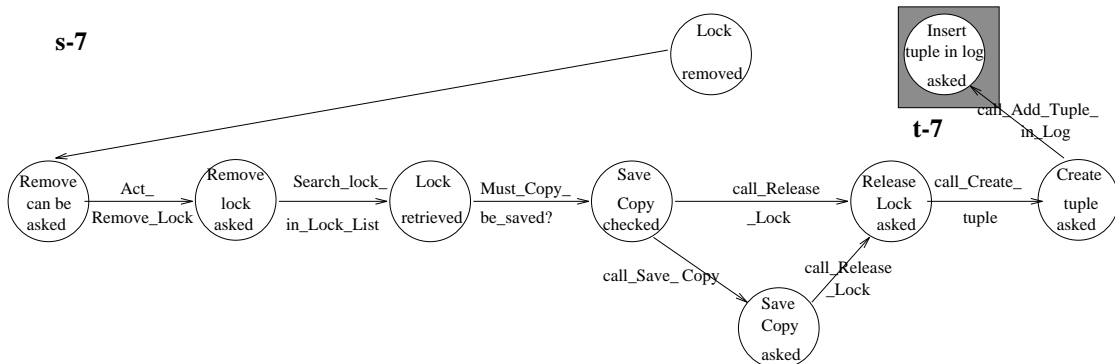 s-7
Lock
removed
Insert
tuple in log
asked
t-7
call_Add_Tuple_
in_Log
Remove
can be
asked
Act_
Remove_Lock
Remove
lock
asked
Search_lock_
in_Lock_List
Lock
retrieved
Must_Copy_
be_saved?
Save
Copy
checked
call_Release
_Lock
Release
Lock
asked
call_Create_
tuple
Create
tuple
asked
call_Save_Copy
call_Release
_Lock
Save
Copy
asked